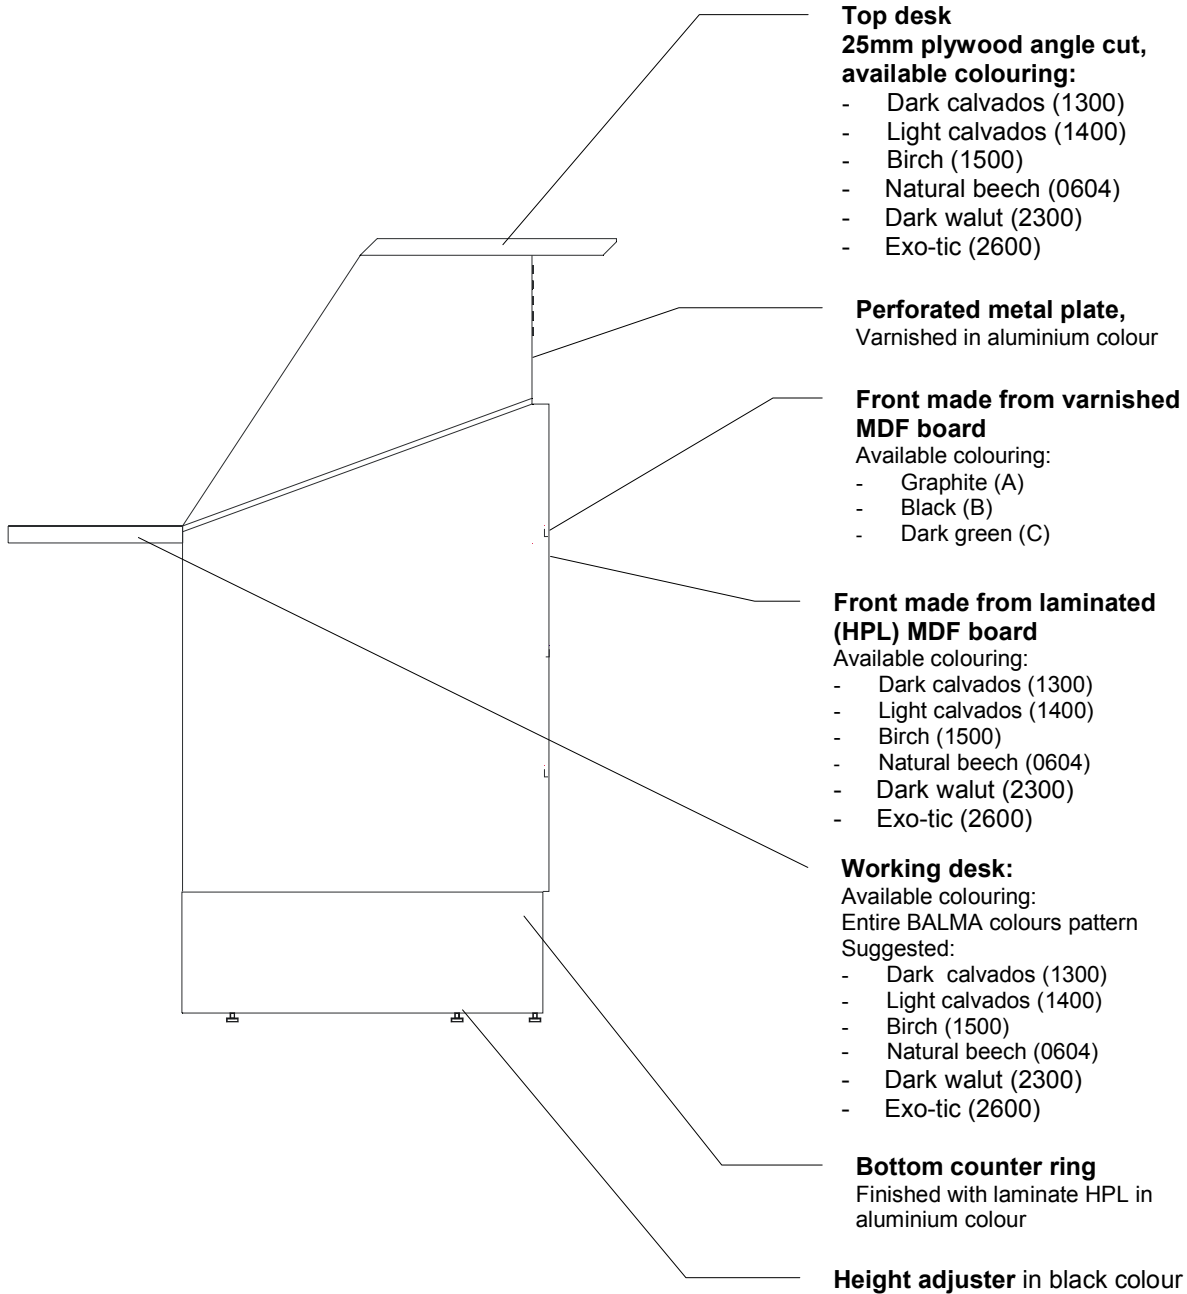 Top desk
25mm plywood angle cut,
available colouring:
- Dark calvados (1300)
- Light calvados (1400)
- Birch (1500)
- Natural beech (0604)
- Dark walut (2300)
- Exo-tic (2600)
Perforated metal plate,
Varnished in aluminium colour
Front made from varnished
MDF board
Available colouring:
- Graphite (A)
- Black (B)
- Dark green (C)
Front made from laminated
(HPL) MDF board
Available colouring:
- Dark calvados (1300)
- Light calvados (1400)
- Birch (1500)
- Natural beech (0604)
- Dark walut (2300)
- Exo-tic (2600)
Working desk:
Available colouring:
Entire BALMA colours pattern
Suggested:
- Dark calvados (1300)
- Light calvados (1400)
- Birch (1500)
- Natural beech (0604)
- Dark walut (2300)
- Exo-tic (2600)
Bottom counter ring
Finished with laminate HPL in
aluminium colour
Height adjuster in black colour